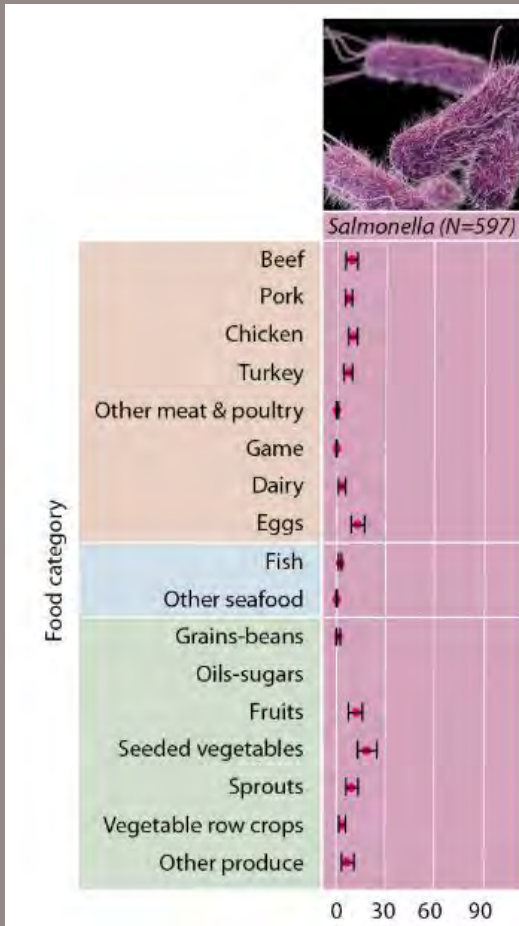 Salmonella (N=597)
Food category
Beef
Pork
Chicken
Turkey
Other meat & poultry
Game
Dairy
Eggs
Fish
Other seafood
Grains-beans
Oils-sugars
Fruits
Seeded vegetables
Sprouts
Vegetable row crops
Other produce
0 30 60 90